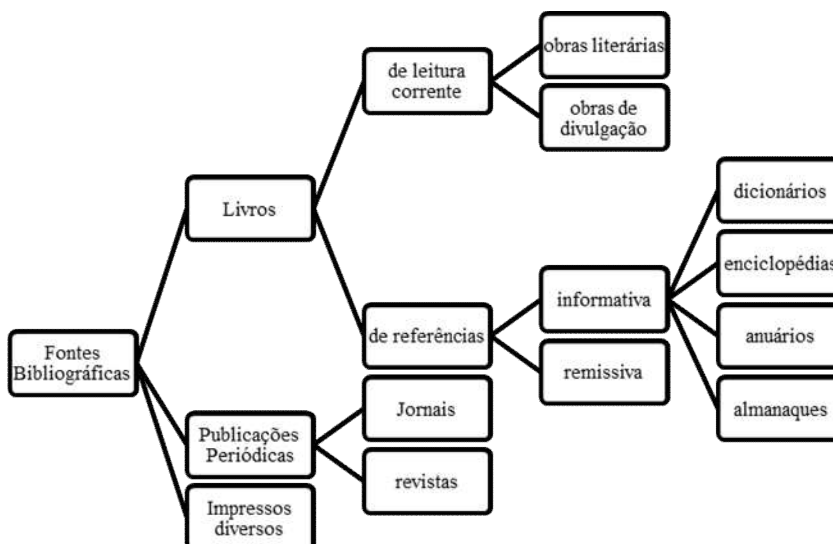 Fontes
Bibliográficas
Livros
de leitura
corrente
obras literárias
obras de
divulgação
de referências
informativa
dicionários
enciclopédias
anuários
almanaques
remissiva
Publicações
Periódicas
Jornais
revistas
Impressos
diversos